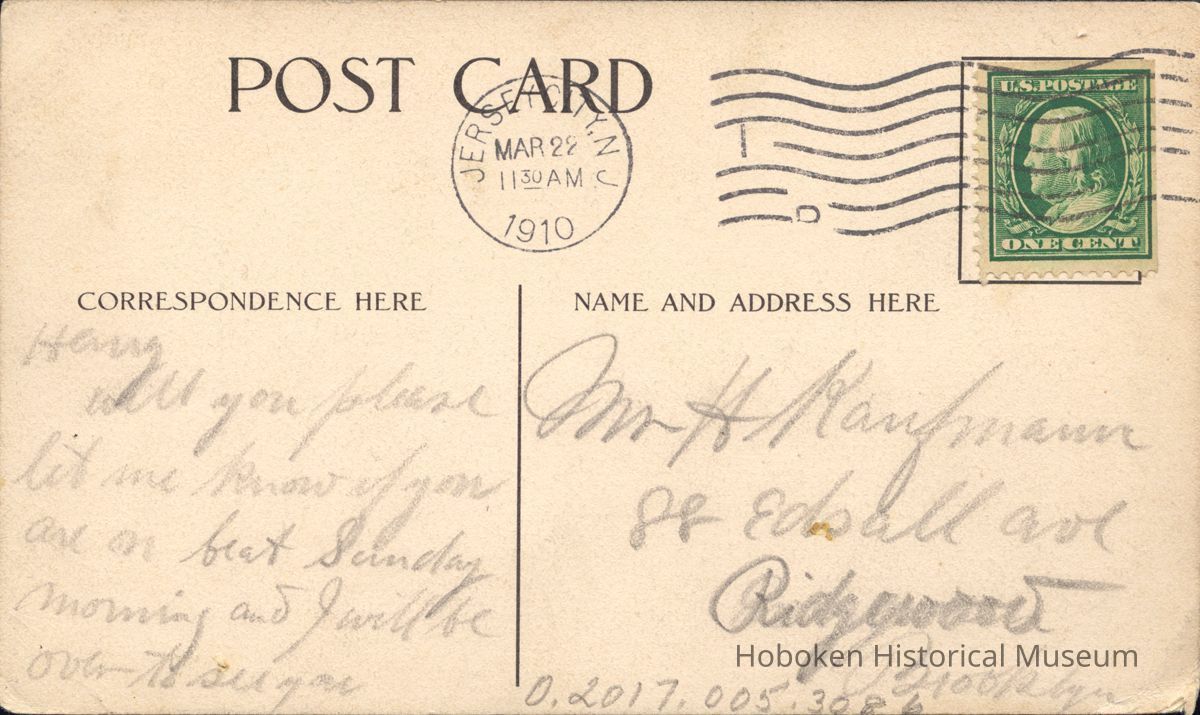 POST CARD
JERSEY CITY, N J
MAR 22
11 30 AM
1910
D
U.S. POSTAGE
ONE CENT
CORRESPONDENCE HERE
Harry
will you please
let me know if you
are on beat Sunday
morning and I will be
over to see you
NAME AND ADDRESS HERE
Mr H Kaufmann
88 Edsall ave
Ridgewood
Brooklyn
Hoboken Historical Museum
0.2017.005.3086